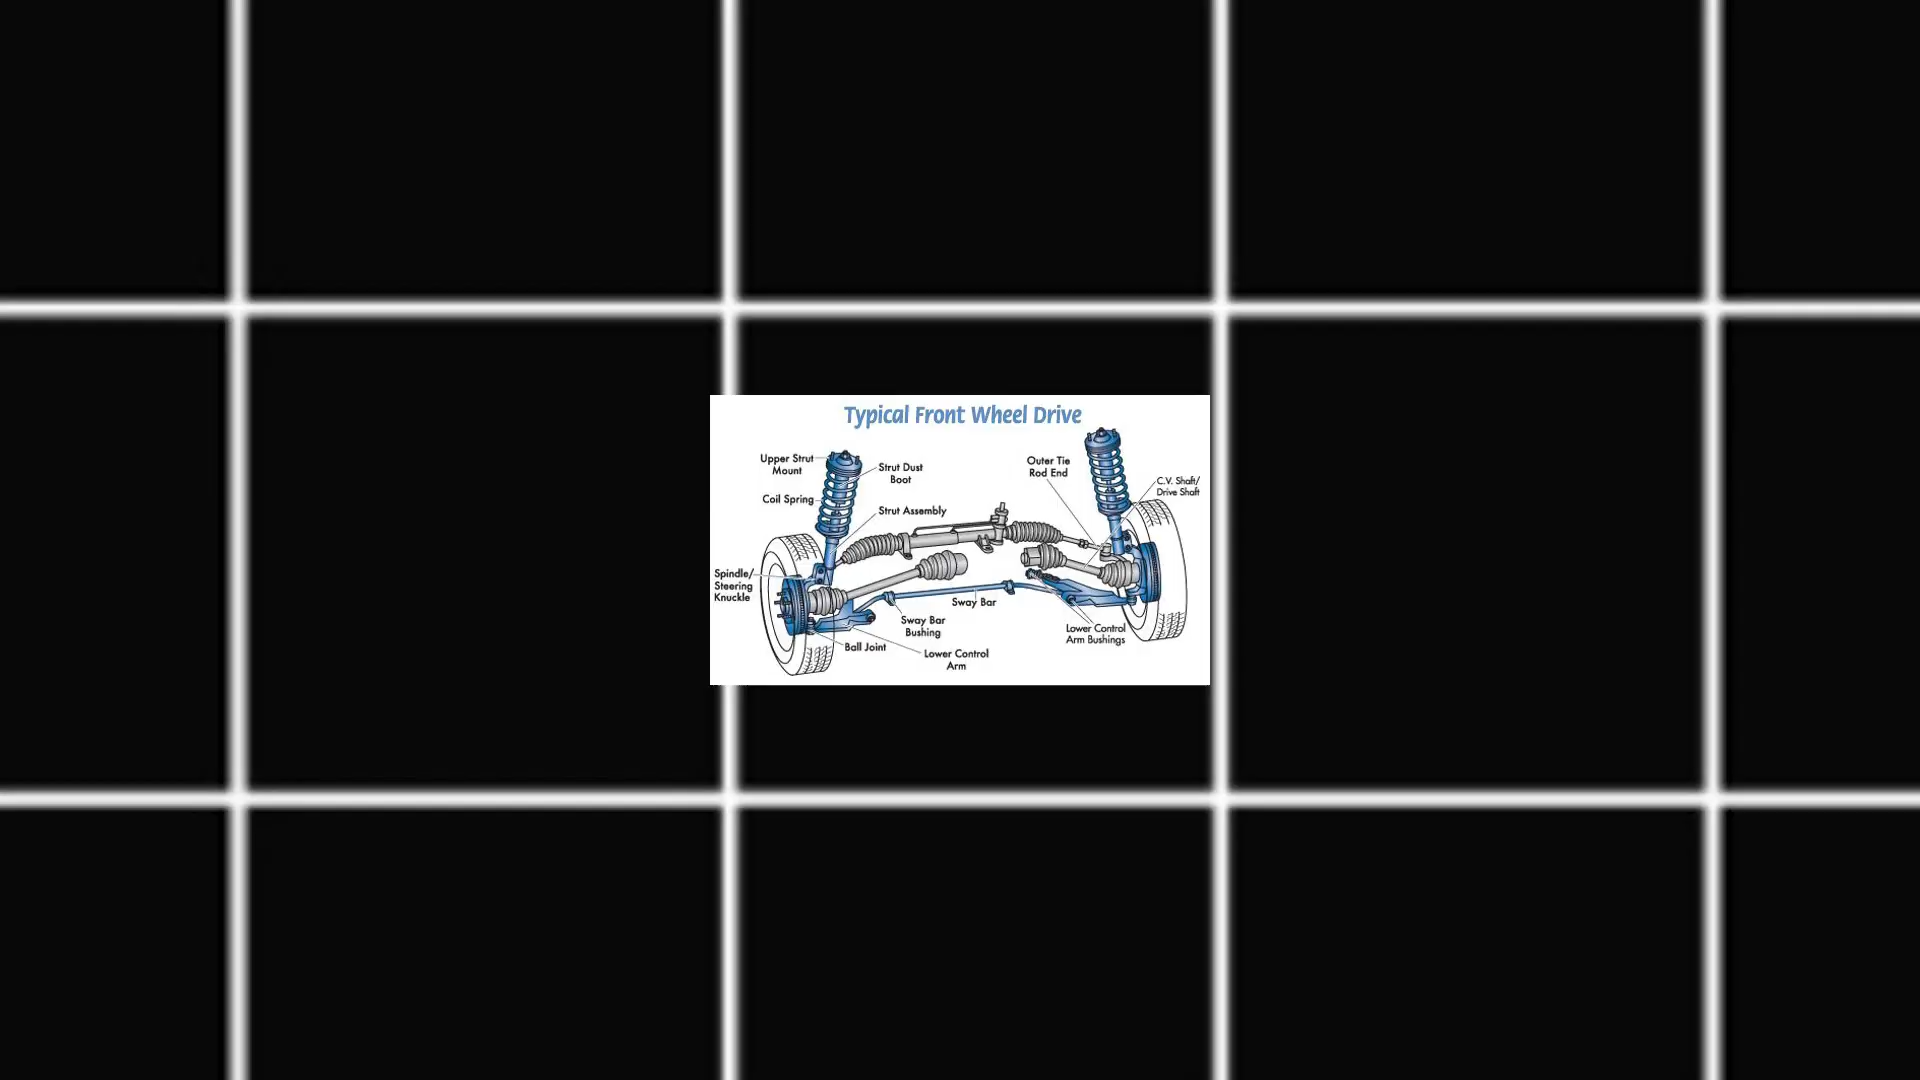 Typical Front Wheel Drive
Upper Strut
Mount
Strut Dust
Boot
Coil Spring
Strut Assembly
Outer Tie
Rod End
C.V. Shaft/
Drive Shaft
Spindle/
Steering
Knuckle
Sway Bar
Sway Bar
Bushing
Ball Joint
Lower Control
Arm
Lower Control
Arm Bushings